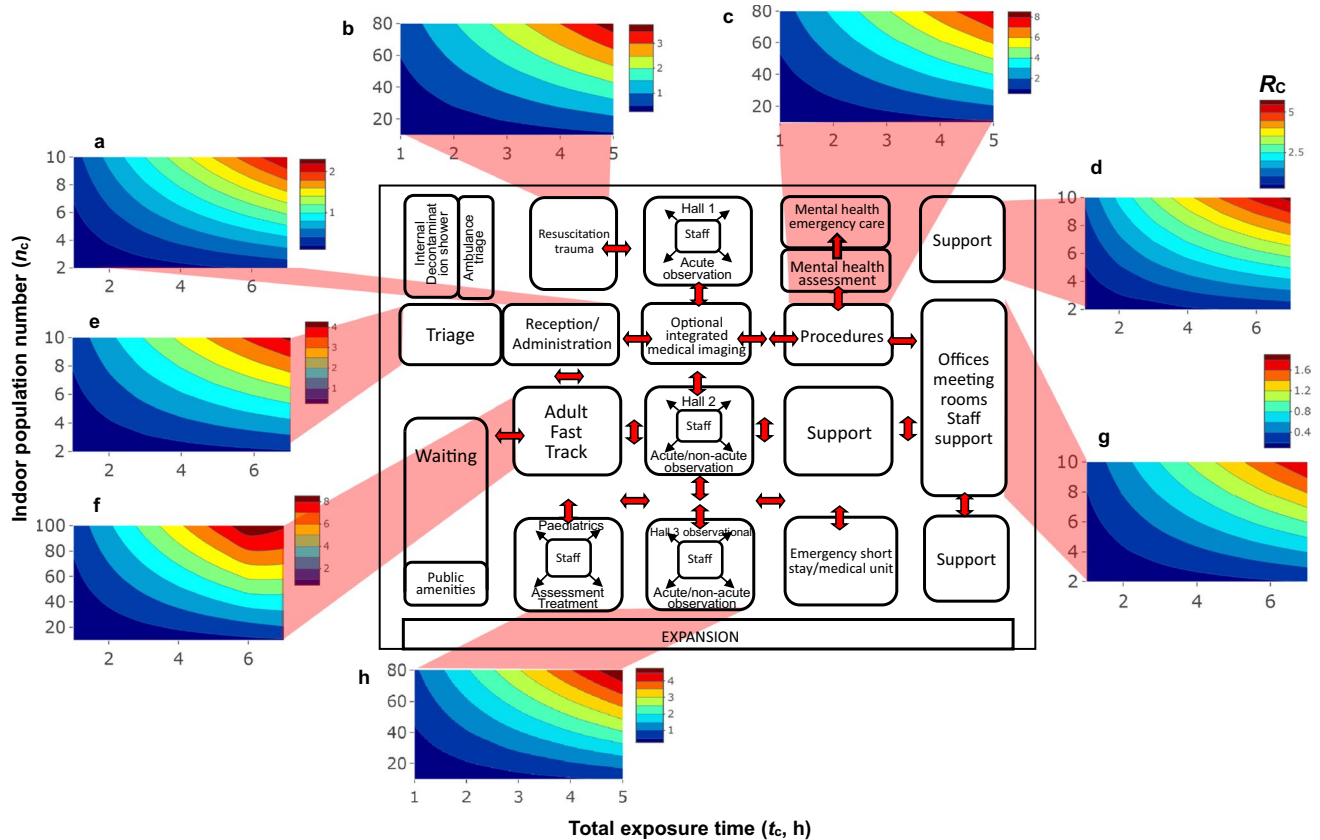 b
80
60
40
20
1
2
3
4
5
3
2
1
c
80
60
40
20
1
2
3
4
5
8
6
4
2
RC
5
2.5
a
10
8
6
4
2
2
4
6
2
1
d
10
8
6
4
2
2
4
6
e
10
8
6
4
2
2
4
6
4
3
2
1
f
100
80
60
40
20
2
4
6
8
6
4
2
g
10
8
6
4
2
2
4
6
1.6
1.2
0.8
0.4
h
80
60
40
20
1
2
3
4
5
4
3
2
1
Indoor population number (nc)
Total exposure time (tc, h)
Internal
Decontaminat
ion shower
Ambulance
triage
Resuscitation
trauma
Hall 1
Staff
Acute
observation
Mental health
emergency care
Mental health
assessment
Support
Triage
Reception/
Administration
Optional
integrated
medical imaging
Procedures
Offices
meeting
rooms
Staff
support
Waiting
Public
amenities
Adult
Fast
Track
Hall 2
Staff
Acute/non-acute
observation
Support
Paediatrics
Staff
Assessment
Treatment
Hall 3 observational
Staff
Acute/non-acute
observation
Emergency short
stay/medical unit
Support
EXPANSION